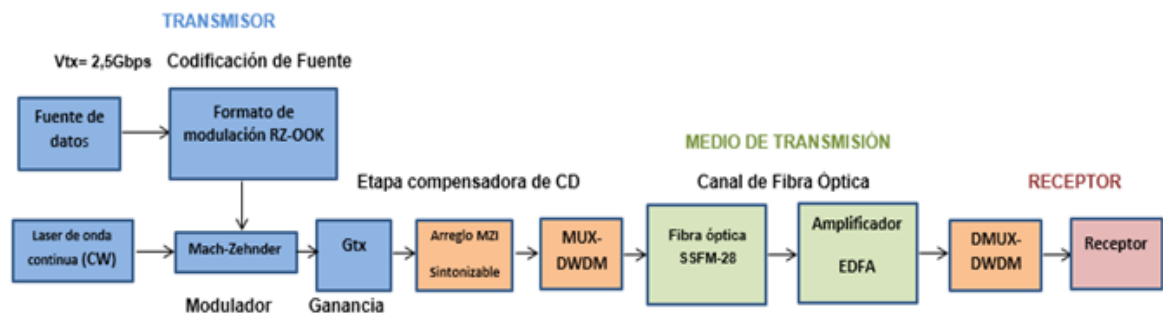 TRANSMISOR
Vtx= 2,5Gbps Codificación de Fuente
Fuente de
datos
Formato de
modulación RZ-OOK
MEDIO DE TRANSMISIÓN
Etapa compensadora de CD
Canal de Fibra Óptica
RECEPTOR
Laser de onda
continua (CW)
Mach-Zehnder
Gtx
Arreglo MZI
Sintonizable
MUX-
DWDM
Fibra óptica
SSFM-28
Amplificador
EDFA
DMUX-
DWDM
Receptor
Modulador
Ganancia